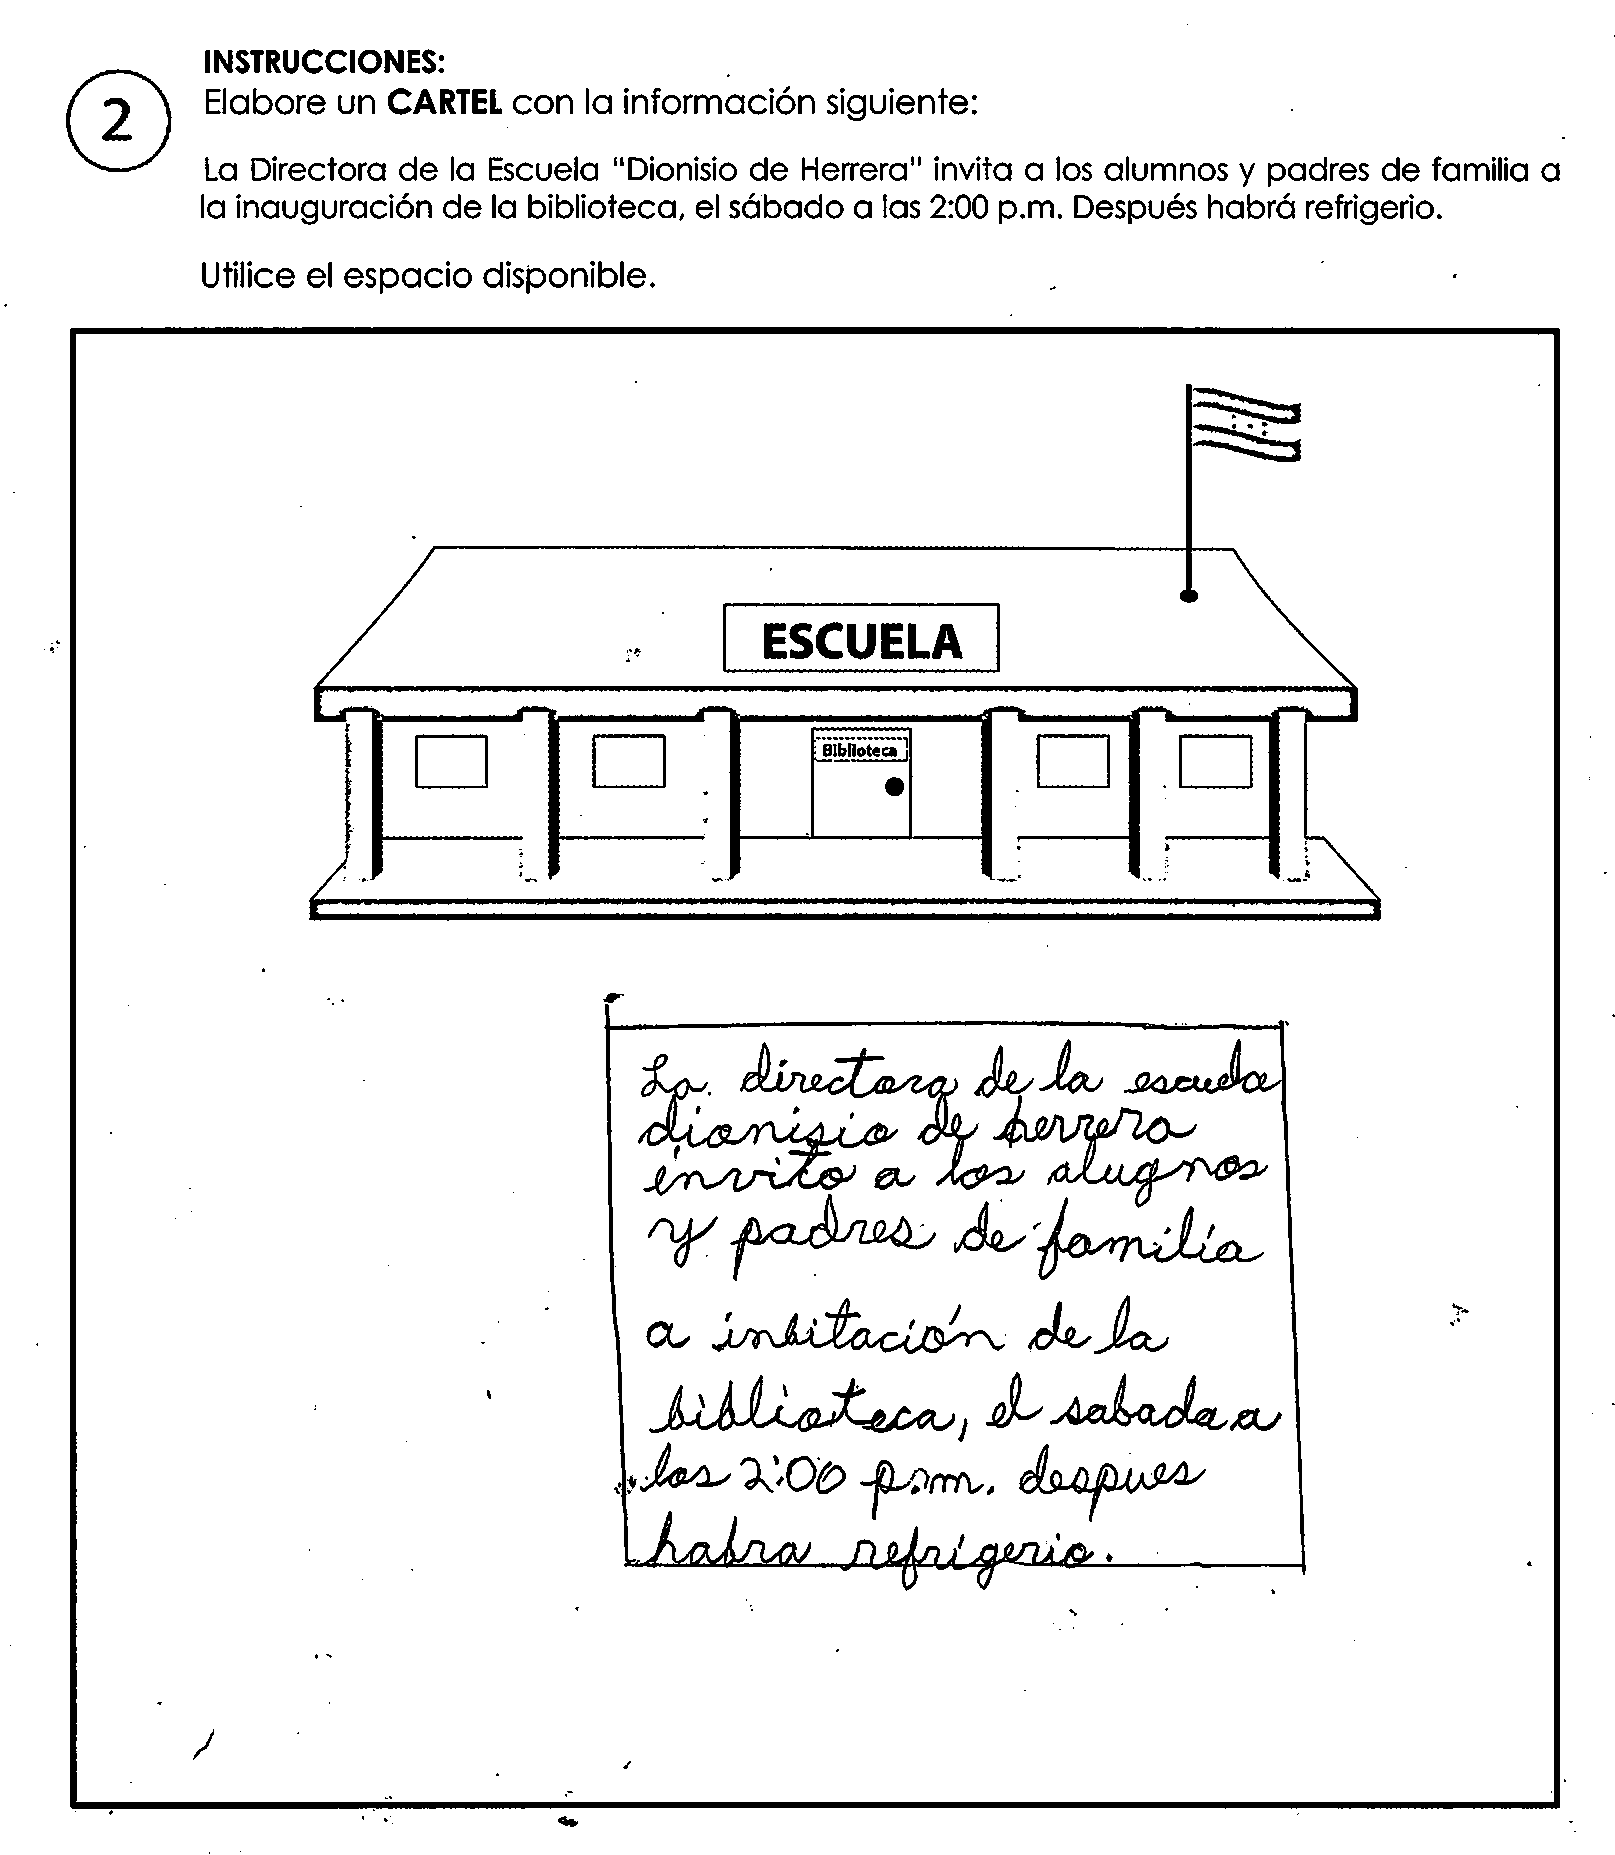 INSTRUCCIONES:
2
Elabore un CARTEL con la información siguiente:
La Directora de la Escuela "Dionisio de Herrera" invita a los alumnos y padres de familia a
la inauguración de la biblioteca, el sábado a las 2:00 p.m. Después habrá refrigerio.
Utilice el espacio disponible.
ESCUELA
Biblioteca
La directora de la escuela
dionisio de herrera
invito a los alugnos
y padres de familia
a inbitación de la
biblioteca, el sabada a
las 2:00 p.m. despues
habra refrigerio.